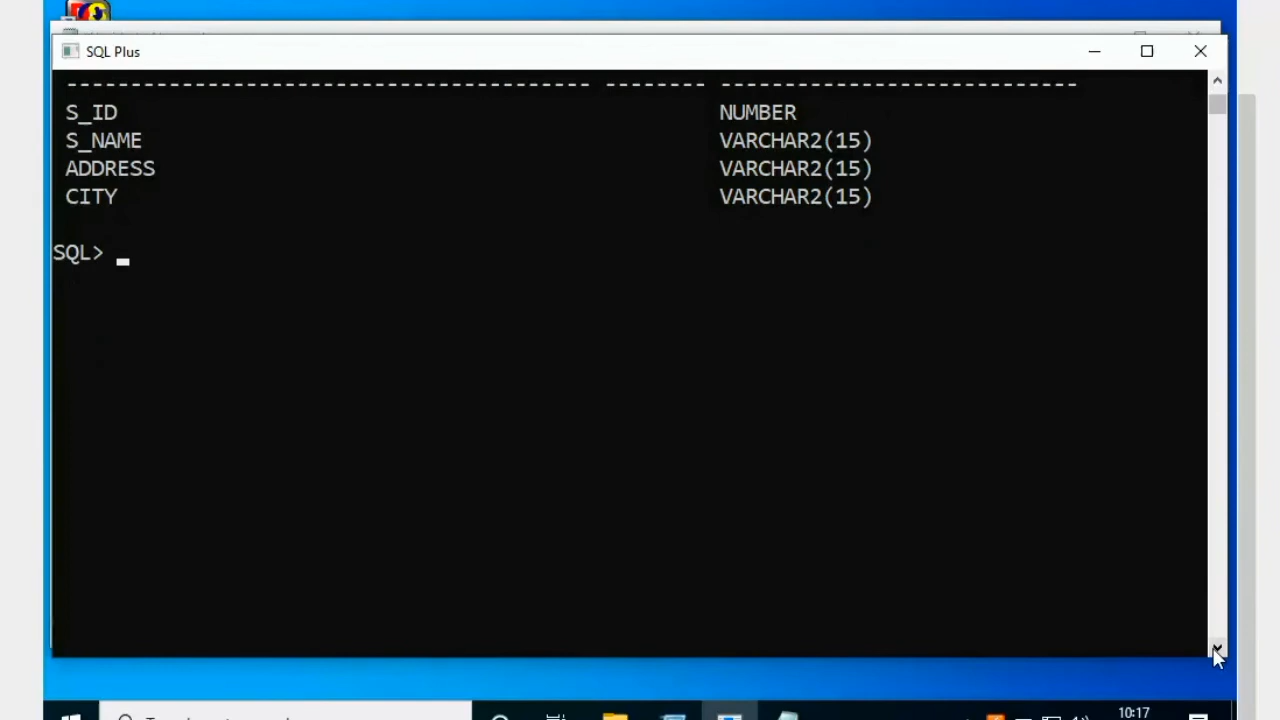 SQL Plus
----------------------------------------- -------- ----------------------------
S_ID NUMBER
S_NAME VARCHAR2(15)
ADDRESS VARCHAR2(15)
CITY VARCHAR2(15)
SQL>
10:17